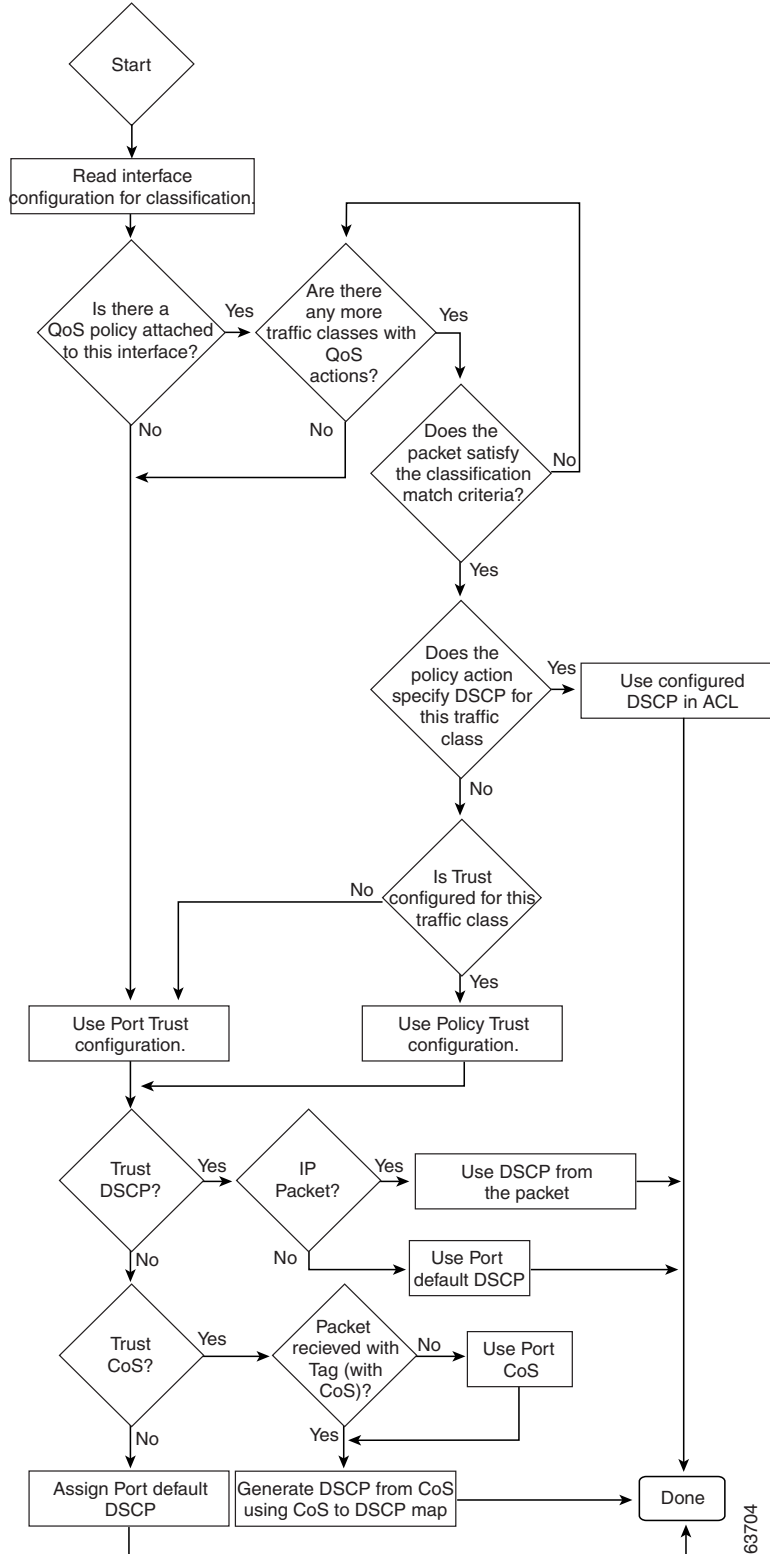 Start
Read interface
configuration for classification.
Is there a
QoS policy attached
to this interface?
Yes
No
Are there
any more
traffic classes with
QoS
actions?
Yes
No
Does the
packet satisfy
the classification
match criteria?
No
Yes
Does the
policy action
specify DSCP for
this traffic
class
Yes
Use configured
DSCP in ACL
No
Is Trust
configured for this
traffic class
No
Yes
Use Port Trust
configuration.
Use Policy Trust
configuration.
Trust
DSCP?
Yes
IP
Packet?
Yes
Use DSCP from
the packet
No
No
Use Port
default DSCP
Trust
CoS?
Yes
Packet
recieved with
Tag (with
CoS)?
No
Use Port
CoS
No
Yes
Assign Port default
DSCP
Generate DSCP from CoS
using CoS to DSCP map
Done
63704